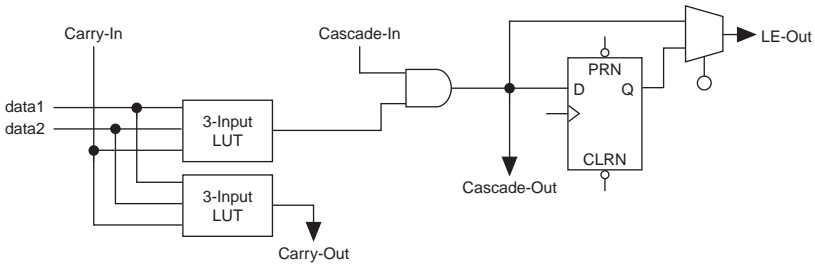 Carry-In
Cascade-In
LE-Out
PRN
data1
D Q
data2
3-Input
LUT
CLRN
3-Input
LUT
Cascade-Out
Carry-Out